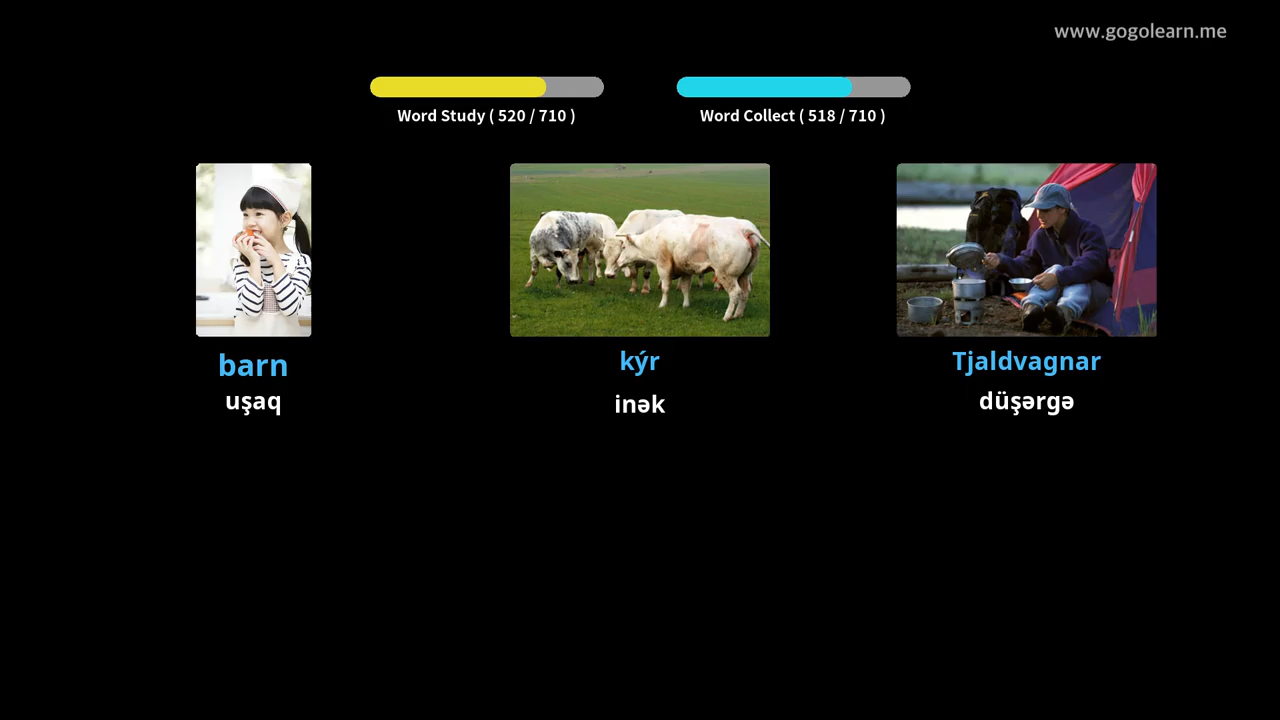 www.gogolearn.me
Word Study ( 520 / 710 )
Word Collect ( 518 / 710 )
barn
uşaq
kýr
inək
Tjaldvagnar
düşərgə